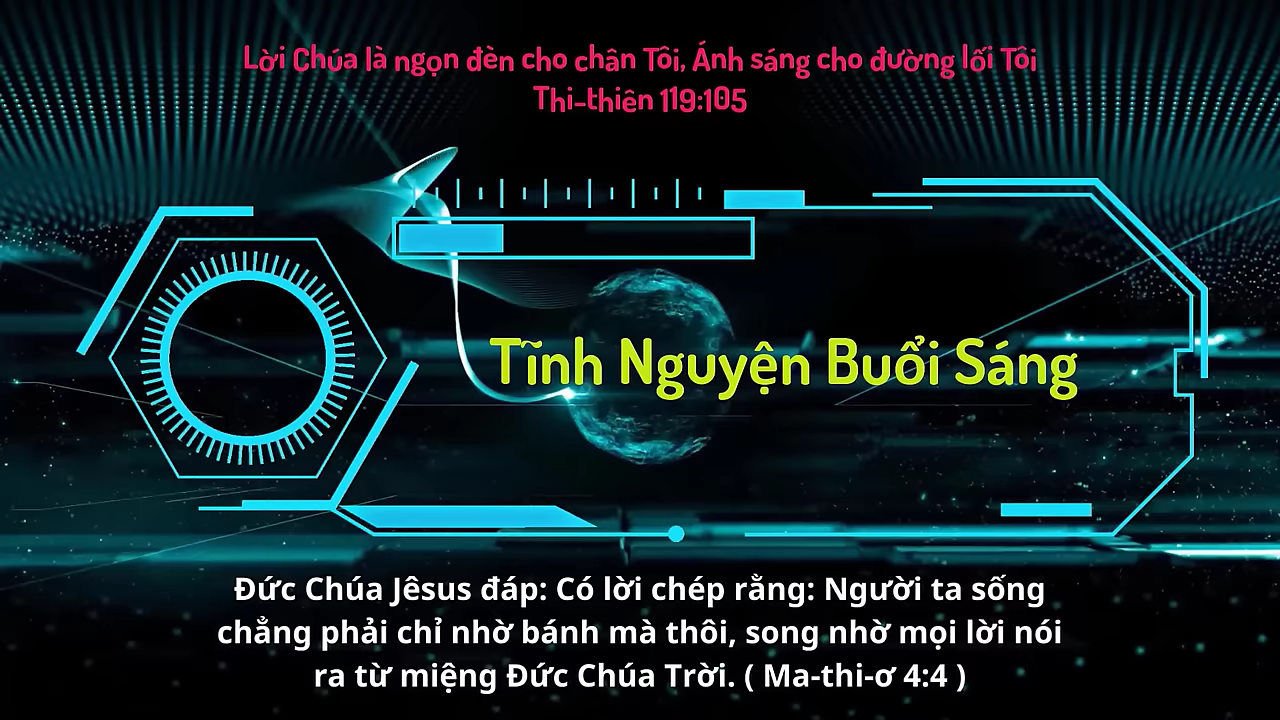 Lời Chúa là ngọn đèn cho chân Tôi, Ánh sáng cho đường lối Tôi
Thi-thiên 119:105
Tĩnh Nguyện Buổi Sáng
Đức Chúa Jêsus đáp: Có lời chép rằng: Người ta sống
chẳng phải chỉ nhờ bánh mà thôi, song nhờ mọi lời nói
ra từ miệng Đức Chúa Trời. ( Ma-thi-ơ 4:4 )